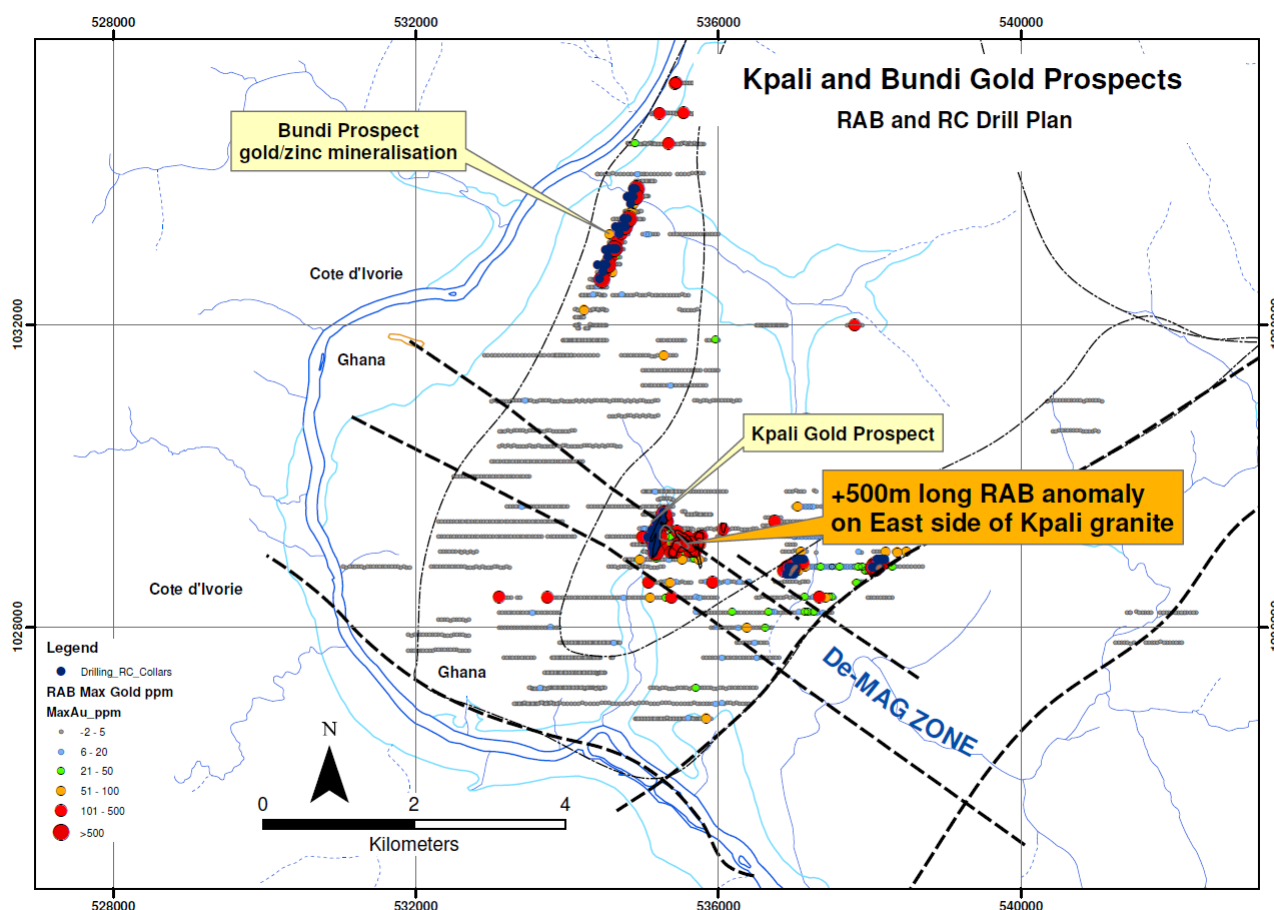 528000
532000
536000
540000
Kpali and Bundi Gold Prospects
RAB and RC Drill Plan
Bundi Prospect
gold/zinc mineralisation
Cote d'Ivorie
1032000
1032000
Ghana
Kpali Gold Prospect
+500m long RAB anomaly
on East side of Kpali granite
Cote d'Ivorie
1028000
1028000
Ghana
De-MAG ZONE
Legend
Drilling_RC_Collars
RAB Max Gold ppm
MaxAu_ppm
-2 - 5
6 - 20
21 - 50
51 - 100
101 - 500
>500
N
0
2
4
Kilometers
528000
532000
536000
540000